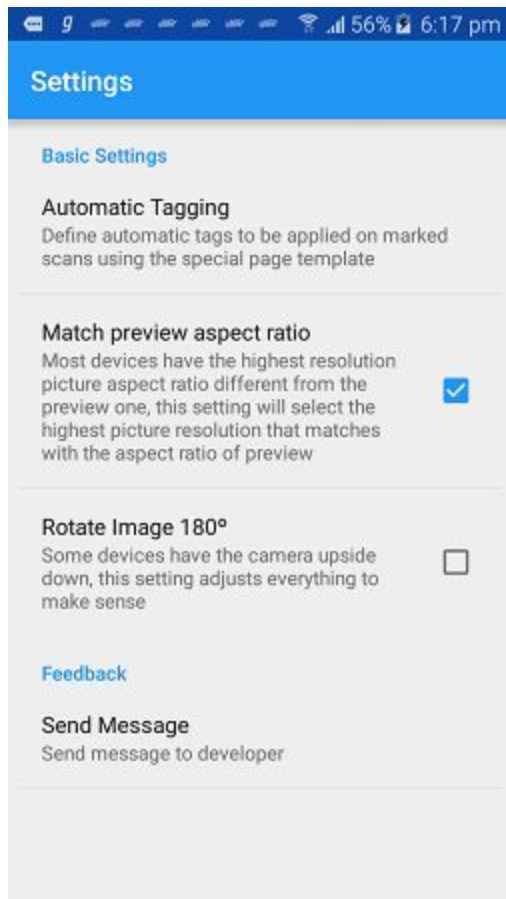 g 56% 6:17 pm
Settings
Basic Settings
Automatic Tagging
Define automatic tags to be applied on marked
scans using the special page template
Match preview aspect ratio
Most devices have the highest resolution
picture aspect ratio different from the
preview one, this setting will select the
highest picture resolution that matches
with the aspect ratio of preview
Rotate Image 180º
Some devices have the camera upside
down, this setting adjusts everything to
make sense
Feedback
Send Message
Send message to developer